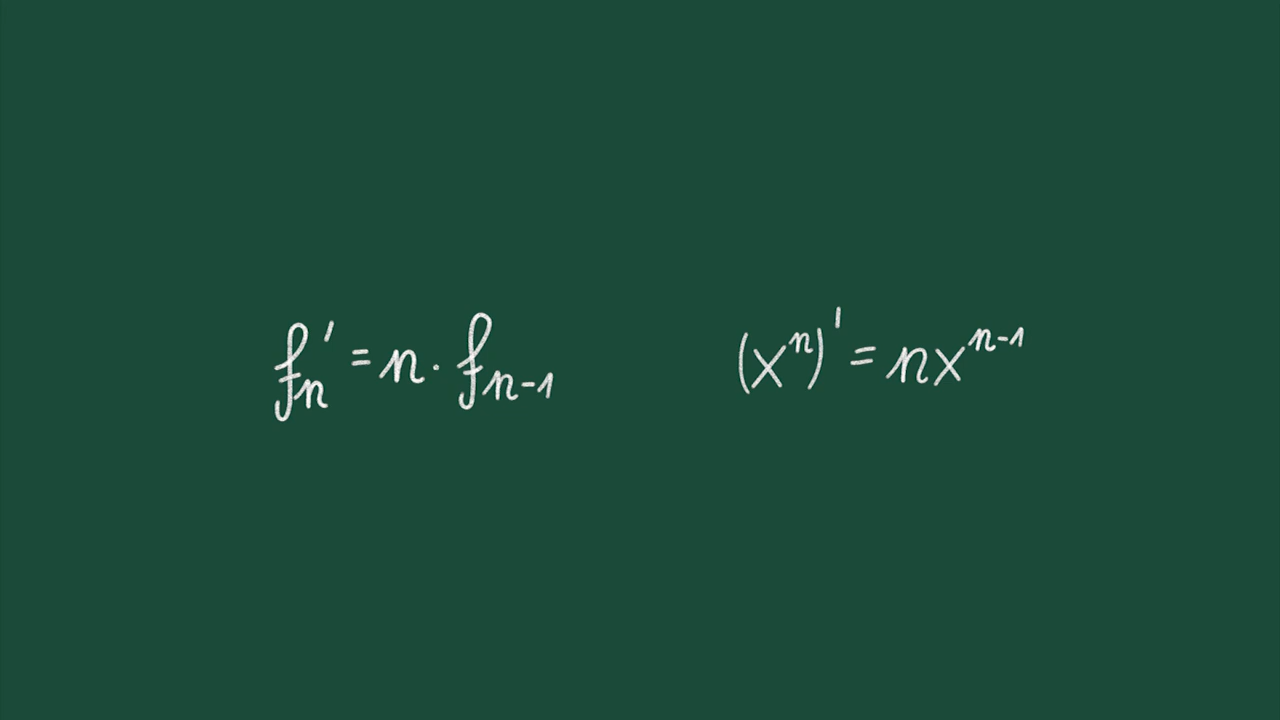 fₙ' = n · fₙ₋₁
(xⁿ)' = nxⁿ⁻¹